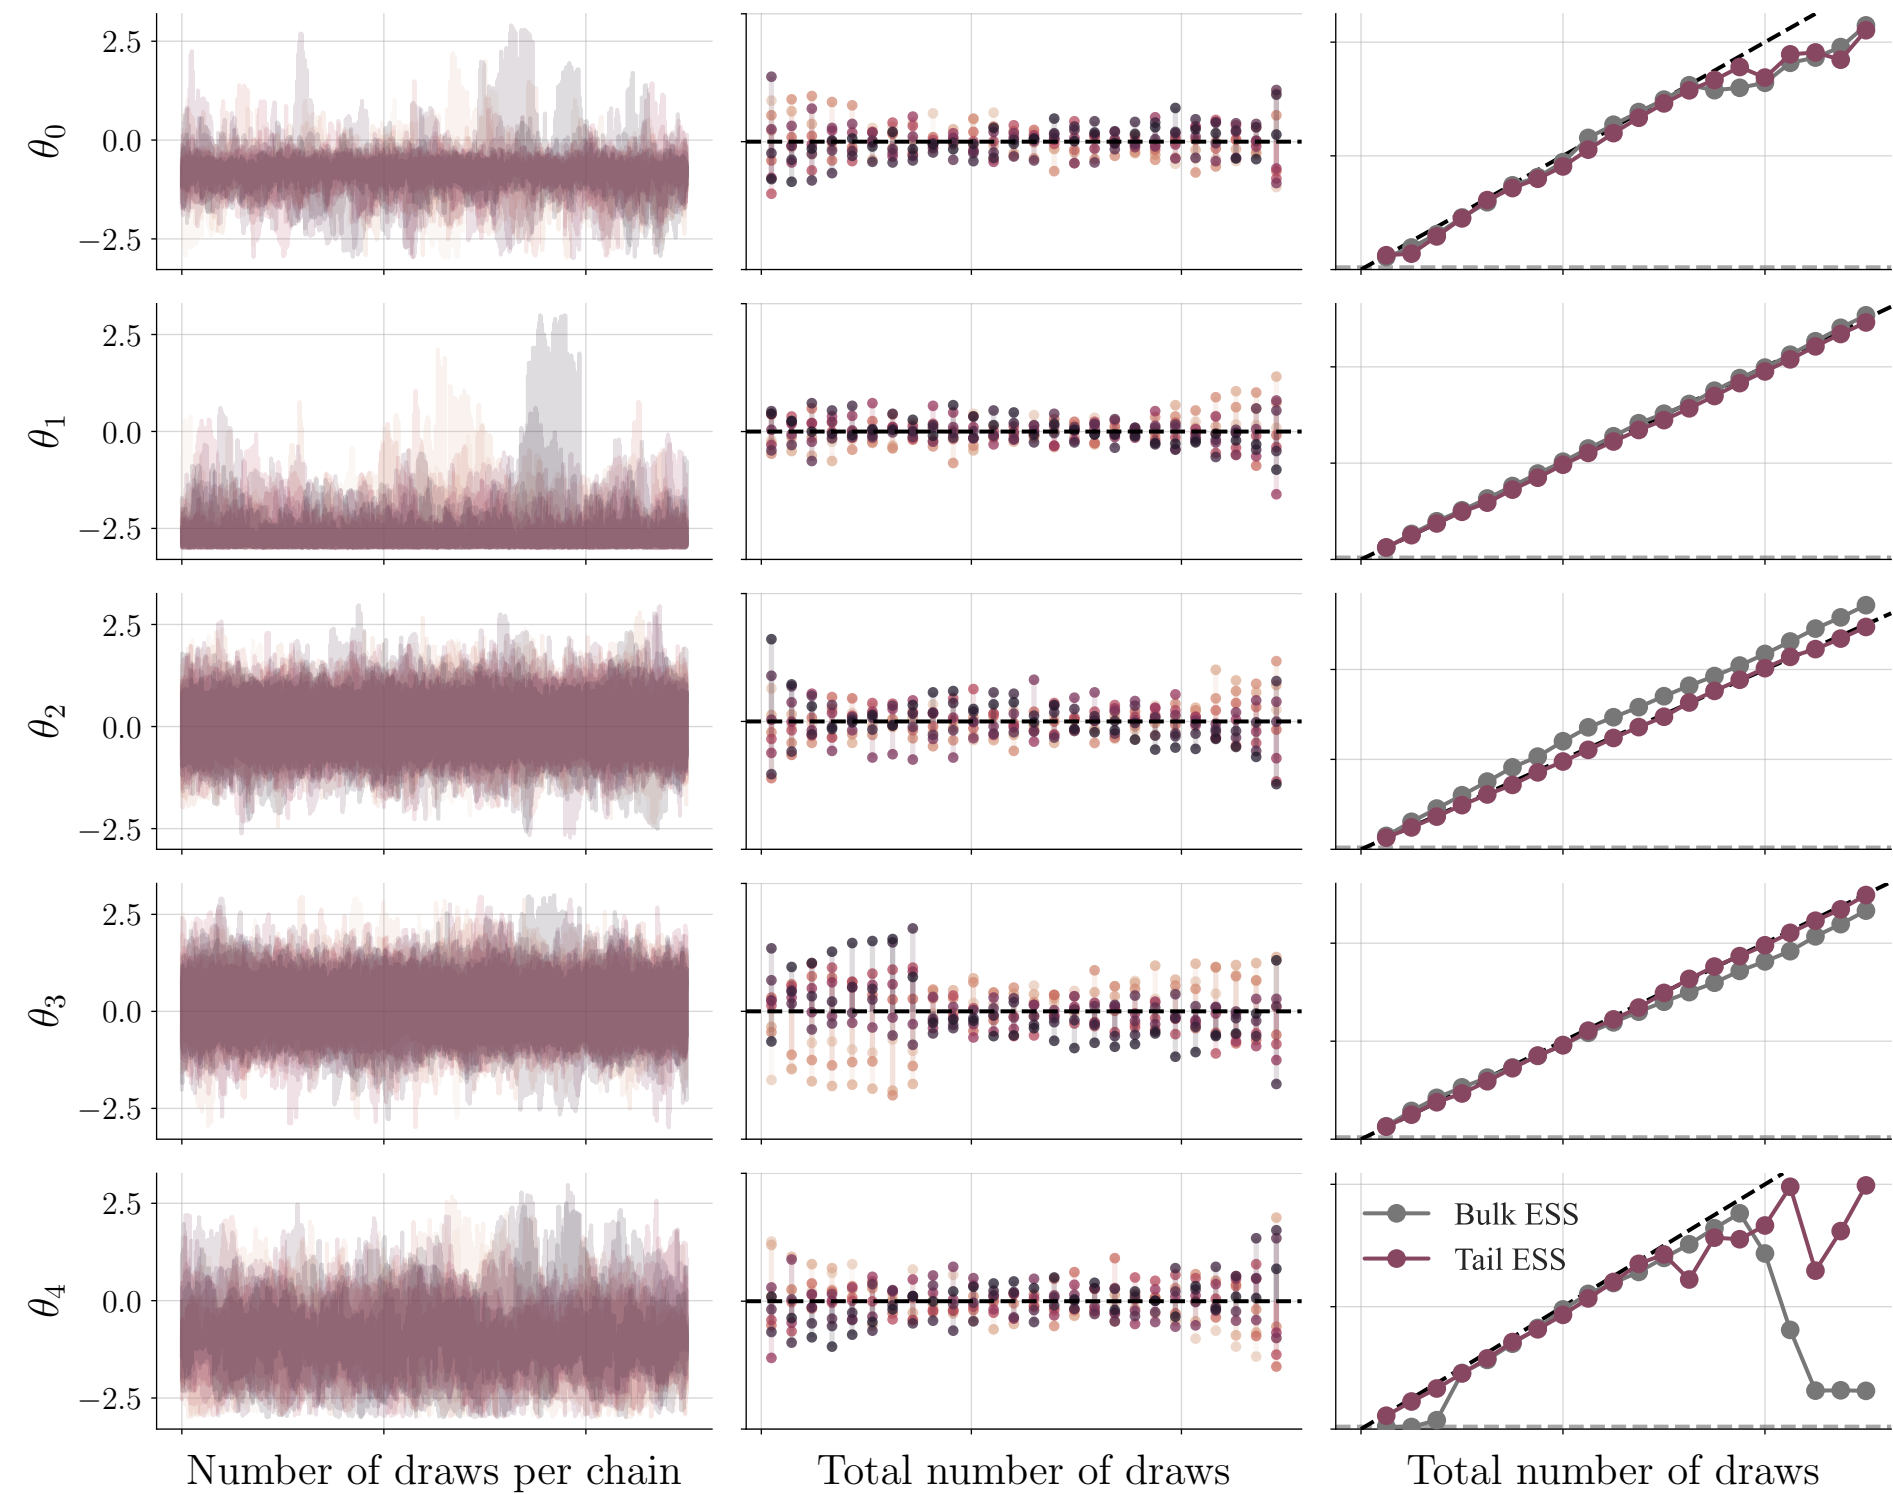 2.5
θ₀
0.0
−2.5
2.5
θ₁
0.0
−2.5
2.5
θ₂
0.0
−2.5
2.5
θ₃
0.0
−2.5
2.5
θ₄
0.0
−2.5
Bulk ESS
Tail ESS
Number of draws per chain
Total number of draws
Total number of draws